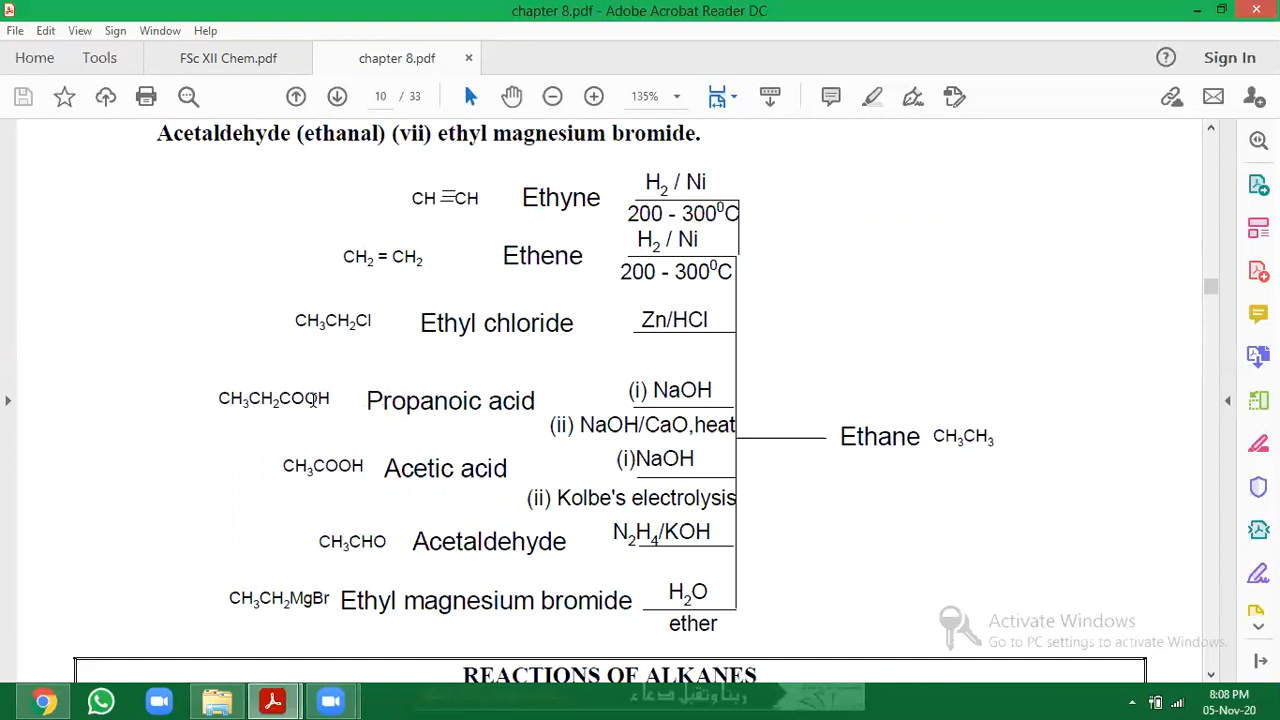 chapter 8.pdf - Adobe Acrobat Reader DC
File Edit View Sign Window Help
Home Tools FSc XII Chem.pdf chapter 8.pdf × Sign In
10 / 33 135%
Acetaldehyde (ethanal) (vii) ethyl magnesium bromide.
CH ≡CH Ethyne H₂ / Ni
200 - 300⁰C
CH₂ = CH₂ Ethene H₂ / Ni
200 - 300⁰C
CH₃CH₂Cl Ethyl chloride Zn/HCl
CH₃CH₂COOH Propanoic acid (i) NaOH
(ii) NaOH/CaO,heat
Ethane CH₃CH₃
CH₃COOH Acetic acid (i)NaOH
(ii) Kolbe's electrolysis
CH₃CHO Acetaldehyde N₂H₄/KOH
CH₃CH₂MgBr Ethyl magnesium bromide H₂O
ether
Activate Windows
Go to PC settings to activate Windows.
REACTIONS OF ALKANES
ربنا وتقبل دعاء
8:08 PM
05-Nov-20